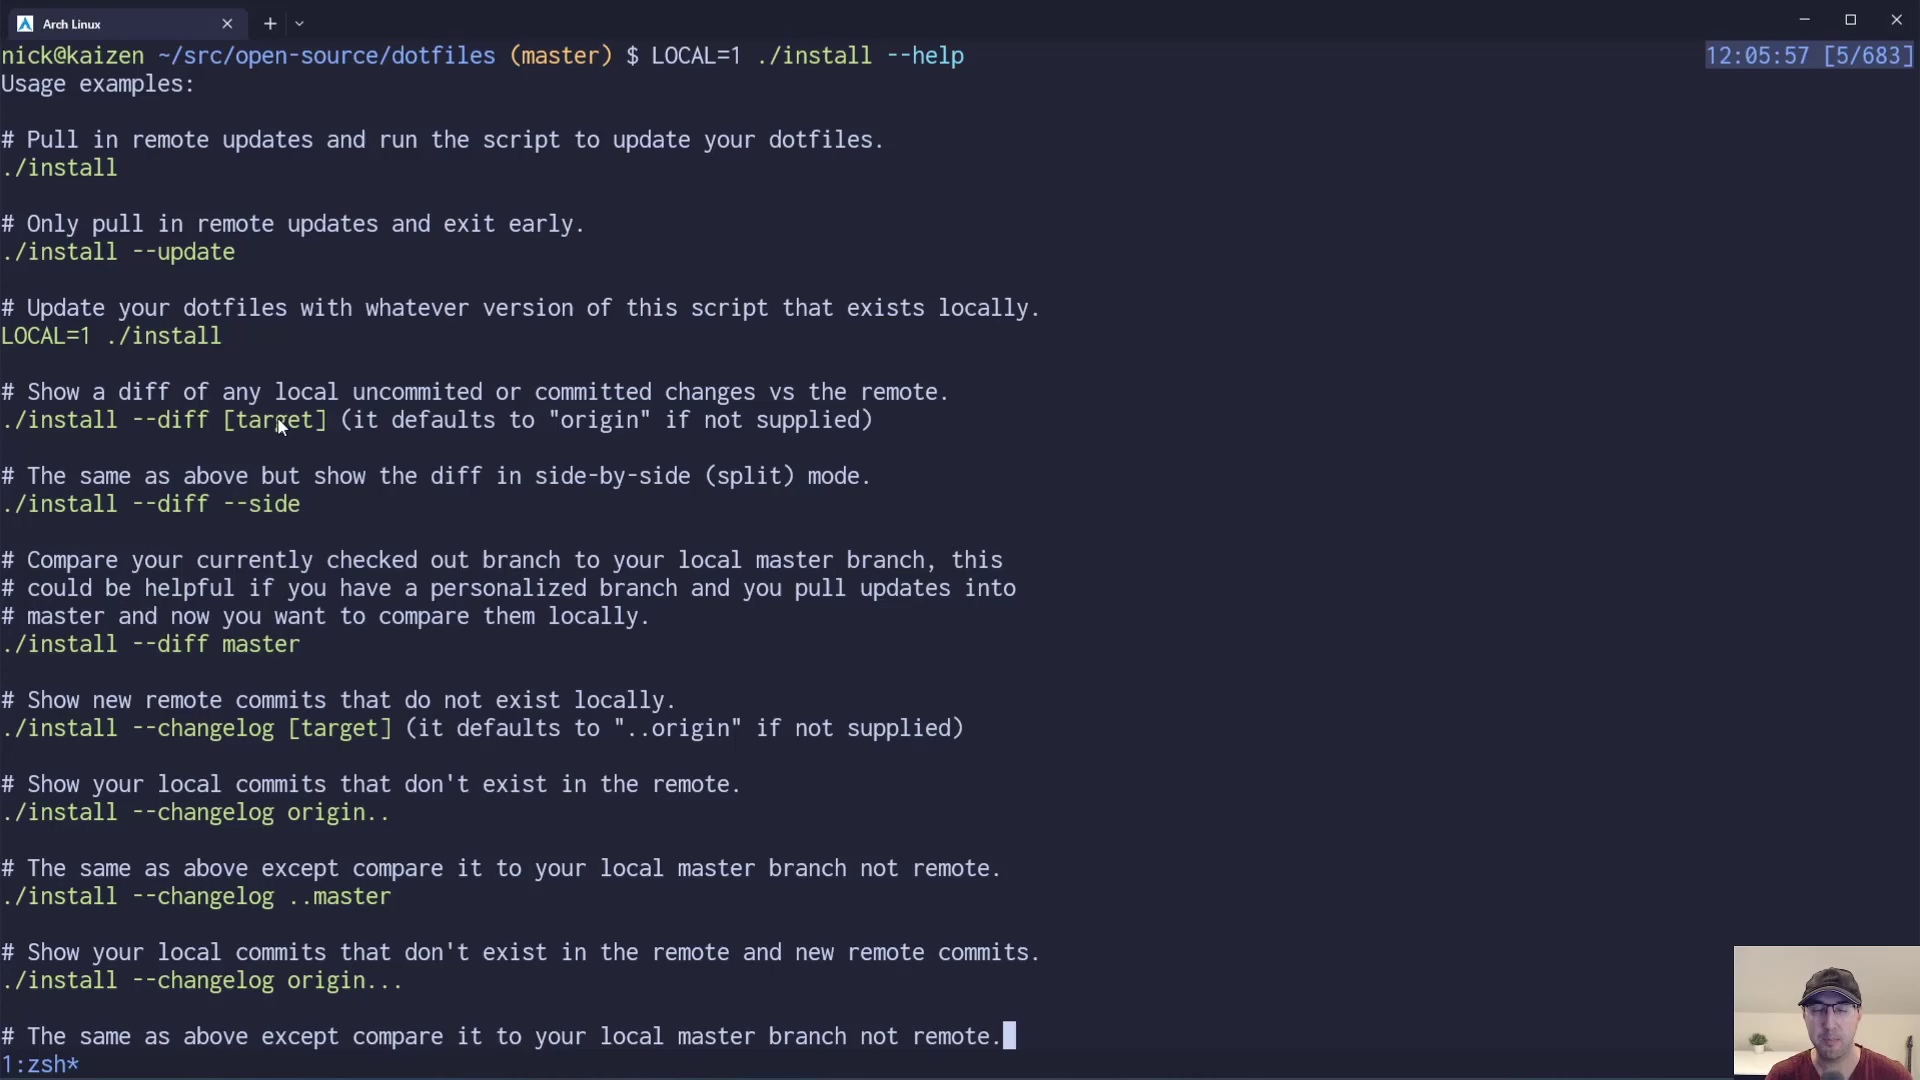 Arch Linux
nick@kaizen ~/src/open-source/dotfiles (master) $ LOCAL=1 ./install --help
12:05:57 [5/683]
Usage examples:
# Pull in remote updates and run the script to update your dotfiles.
./install
# Only pull in remote updates and exit early.
./install --update
# Update your dotfiles with whatever version of this script that exists locally.
LOCAL=1 ./install
# Show a diff of any local uncommited or committed changes vs the remote.
./install --diff [target] (it defaults to "origin" if not supplied)
# The same as above but show the diff in side-by-side (split) mode.
./install --diff --side
# Compare your currently checked out branch to your local master branch, this
# could be helpful if you have a personalized branch and you pull updates into
# master and now you want to compare them locally.
./install --diff master
# Show new remote commits that do not exist locally.
./install --changelog [target] (it defaults to "..origin" if not supplied)
# Show your local commits that don't exist in the remote.
./install --changelog origin..
# The same as above except compare it to your local master branch not remote.
./install --changelog ..master
# Show your local commits that don't exist in the remote and new remote commits.
./install --changelog origin...
# The same as above except compare it to your local master branch not remote.
1:zsh*